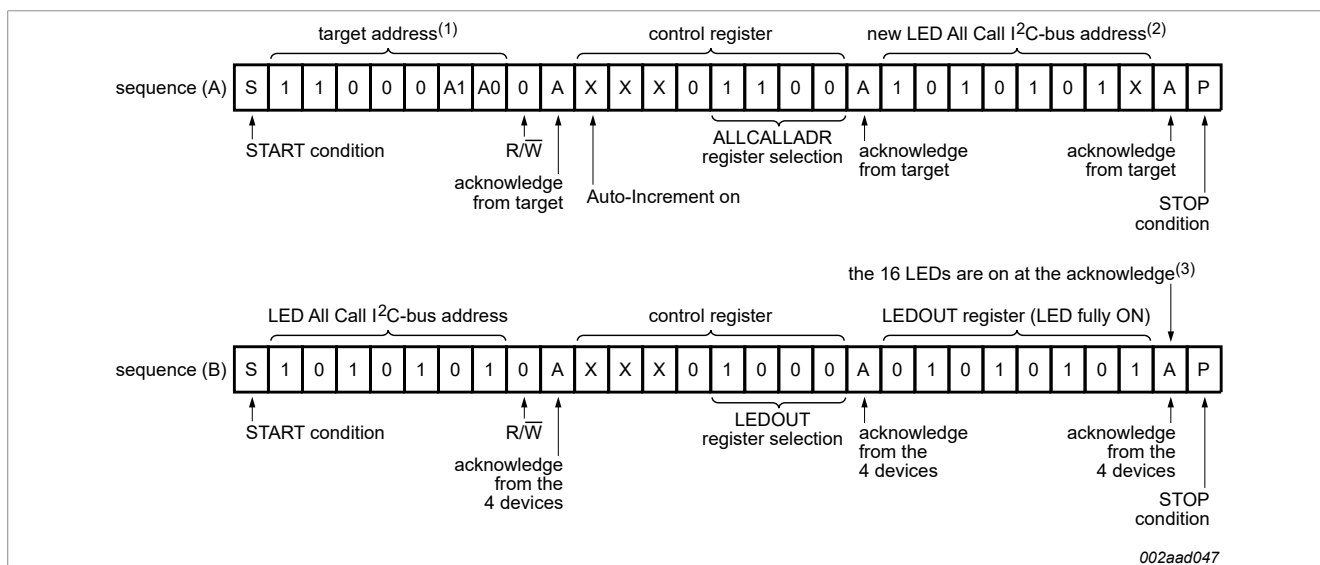 target address(1) control register new LED All Call I2C-bus address(2)
sequence (A) S 1 1 0 0 0 A1 A0 0 A X X X 0 1 1 0 0 A 1 0 1 0 1 0 1 X A P
START condition R/W̅ ALLCALLADR register selection acknowledge from target acknowledge from target
acknowledge from target Auto-Increment on
STOP condition
the 16 LEDs are on at the acknowledge(3)
LED All Call I2C-bus address control register LEDOUT register (LED fully ON)
sequence (B) S 1 0 1 0 1 0 1 0 A X X X 0 1 0 0 0 A 0 1 0 1 0 1 0 1 A P
START condition R/W̅ LEDOUT register selection acknowledge from the 4 devices acknowledge from the 4 devices
acknowledge from the 4 devices
STOP condition
002aad047